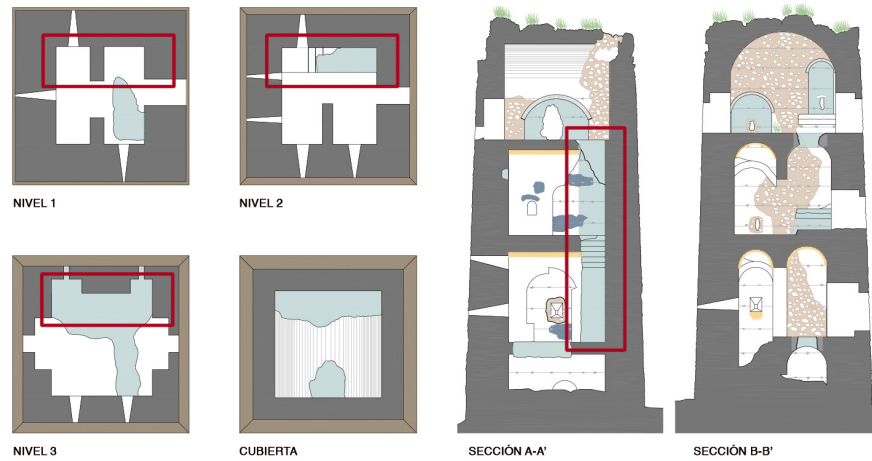 NIVEL 1
NIVEL 2
NIVEL 3
CUBIERTA
SECCIÓN A-A'
SECCIÓN B-B'